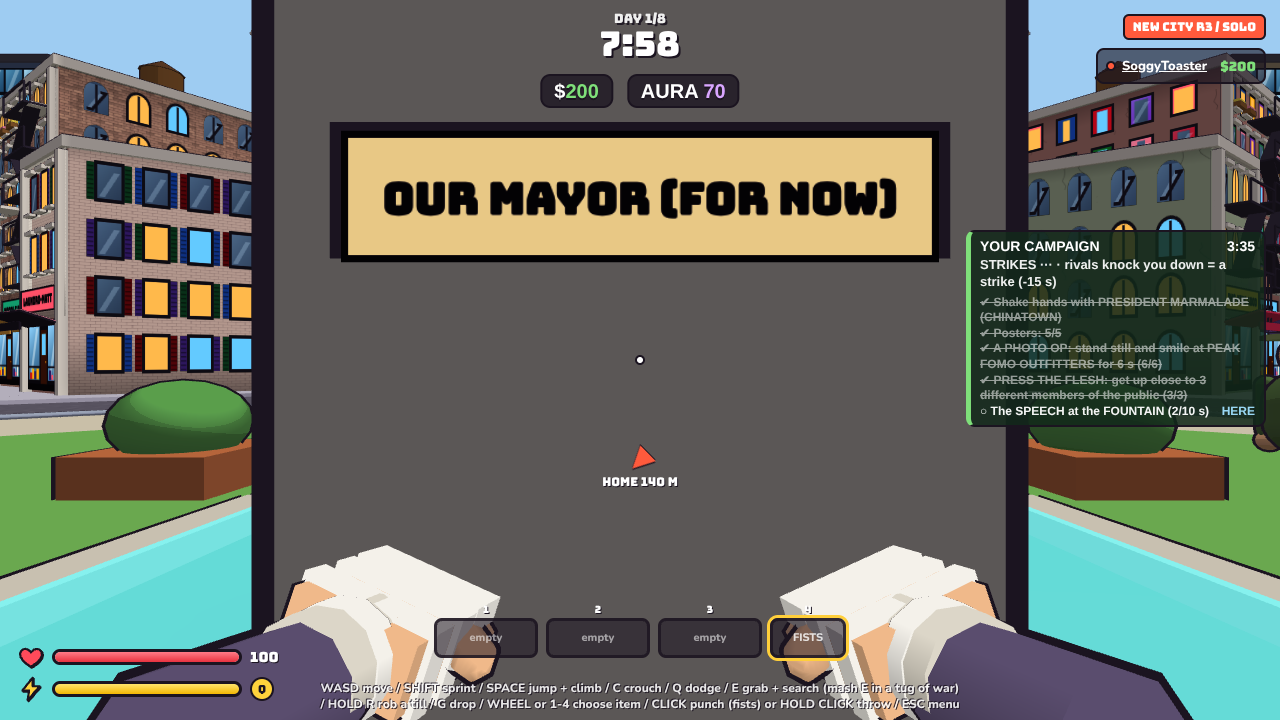 DAY 1/8
7:58
$200
AURA 70
NEW CITY R3 / SOLO
SoggyToaster $200
OUR MAYOR (FOR NOW)
YOUR CAMPAIGN 3:35
STRIKES ··· · rivals knock you down = a
strike (-15 s)
✓ Shake hands with PRESIDENT MARMALADE
(CHINATOWN)
✓ Posters: 5/5
✓ A PHOTO OP: stand still and smile at PEAK
FOMO OUTFITTERS for 6 s (6/6)
✓ PRESS THE FLESH: get up close to 3
different members of the public (3/3)
○ The SPEECH at the FOUNTAIN (2/10 s) HERE
HOME 140 M
1 2 3 4
empty empty empty FISTS
100
0
WASD move / SHIFT sprint / SPACE jump + climb / C crouch / Q dodge / E grab + search (mash E in a tug of war)
/ HOLD R rob a till / G drop / WHEEL or 1-4 choose item / CLICK punch (fists) or HOLD CLICK throw / ESC menu